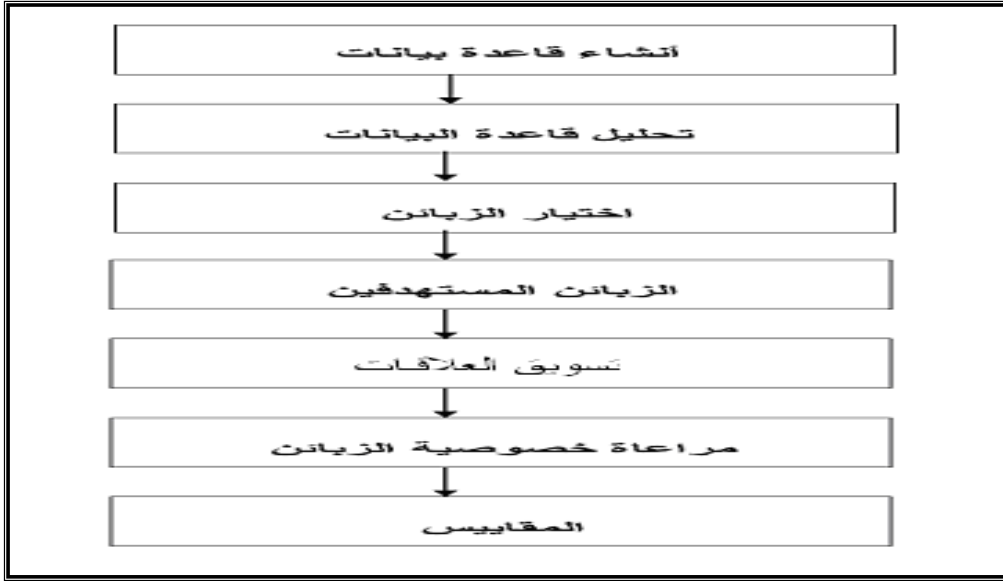 أنشاء قاعدة بيانات
تحليل قاعدة البيانات
اختيار الزبائن
الزبائن المستهدفين
تسويق العلاقات
مراعاة خصوصية الزبائن
المقاييس